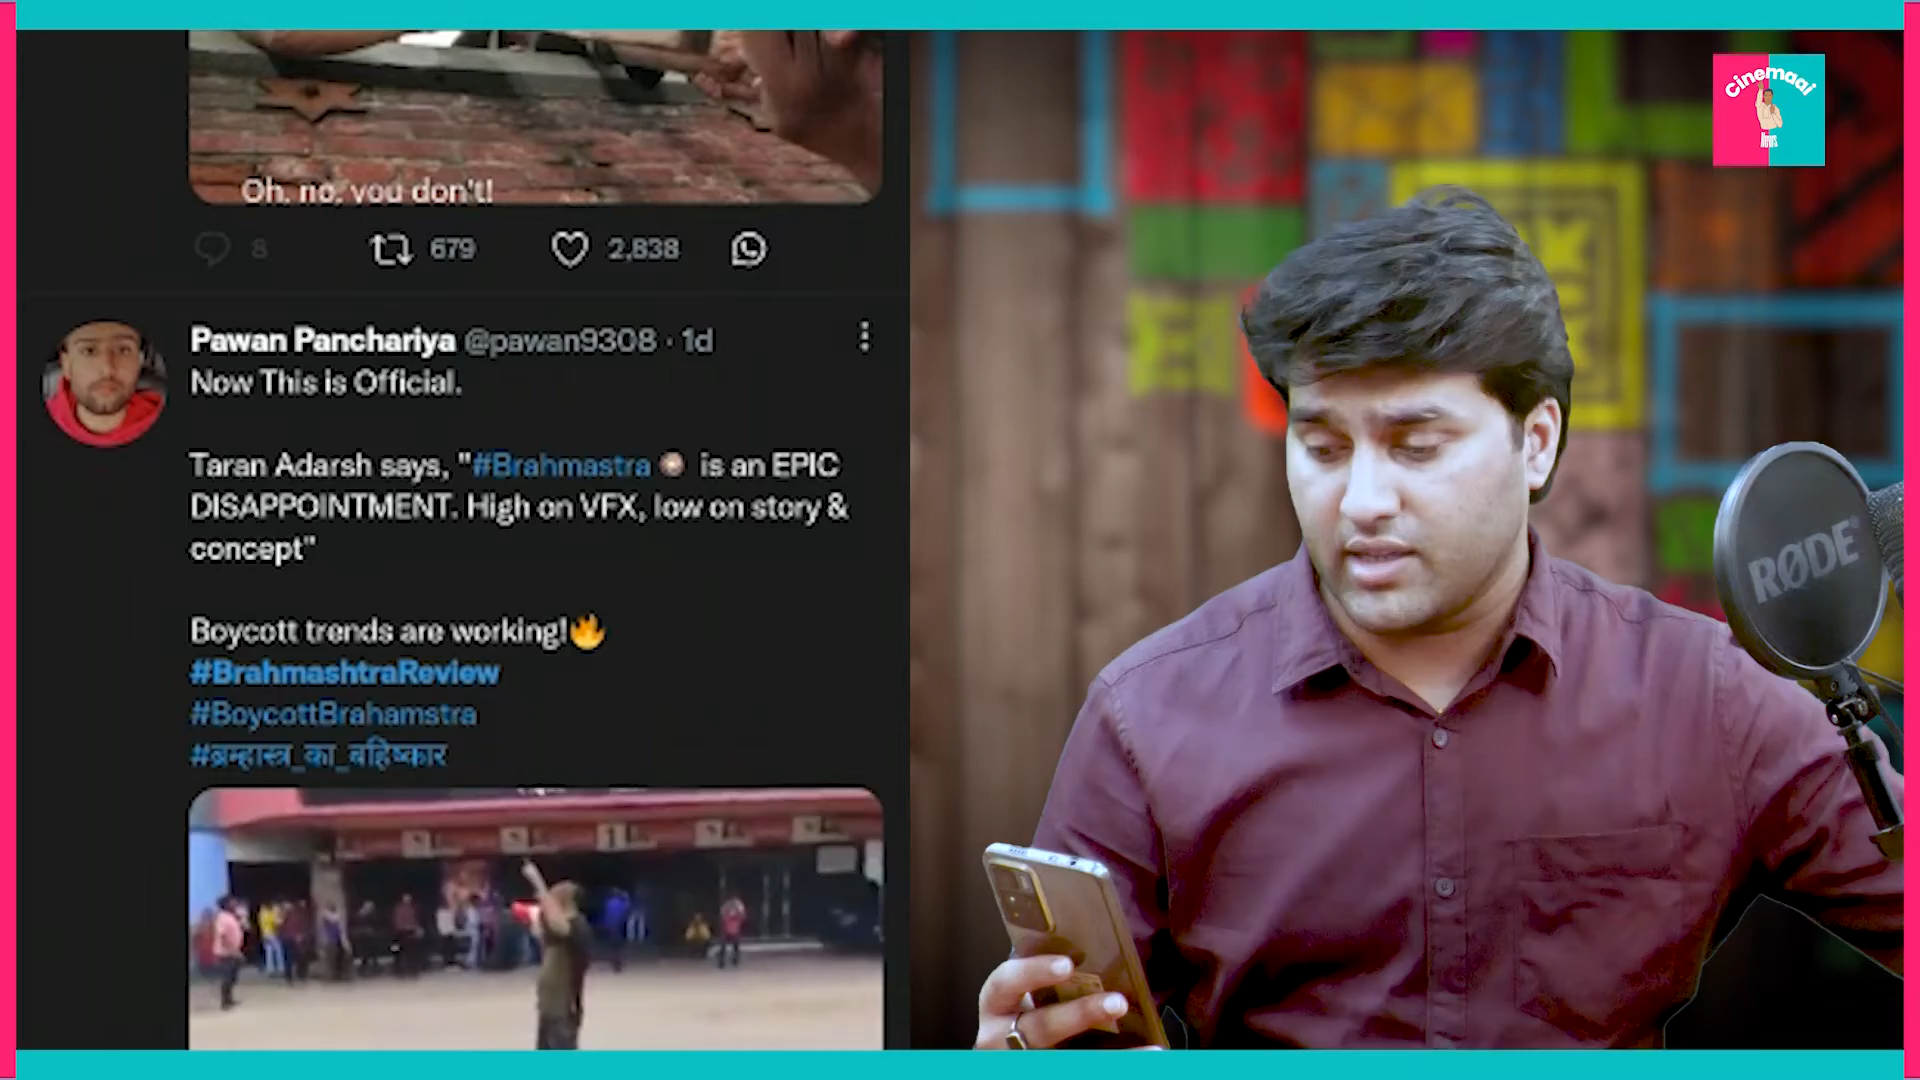 Oh, no, you don't!
8 679 2,838
Pawan Panchariya @pawan9308 · 1d
Now This is Official.
Taran Adarsh says, "#Brahmastra is an EPIC
DISAPPOINTMENT. High on VFX, low on story &
concept"
Boycott trends are working!🔥
#BrahmashtraReview
#BoycottBrahamstra
#ब्रम्हास्त्र_का_बहिष्कार
Cinemaai
News
RØDE